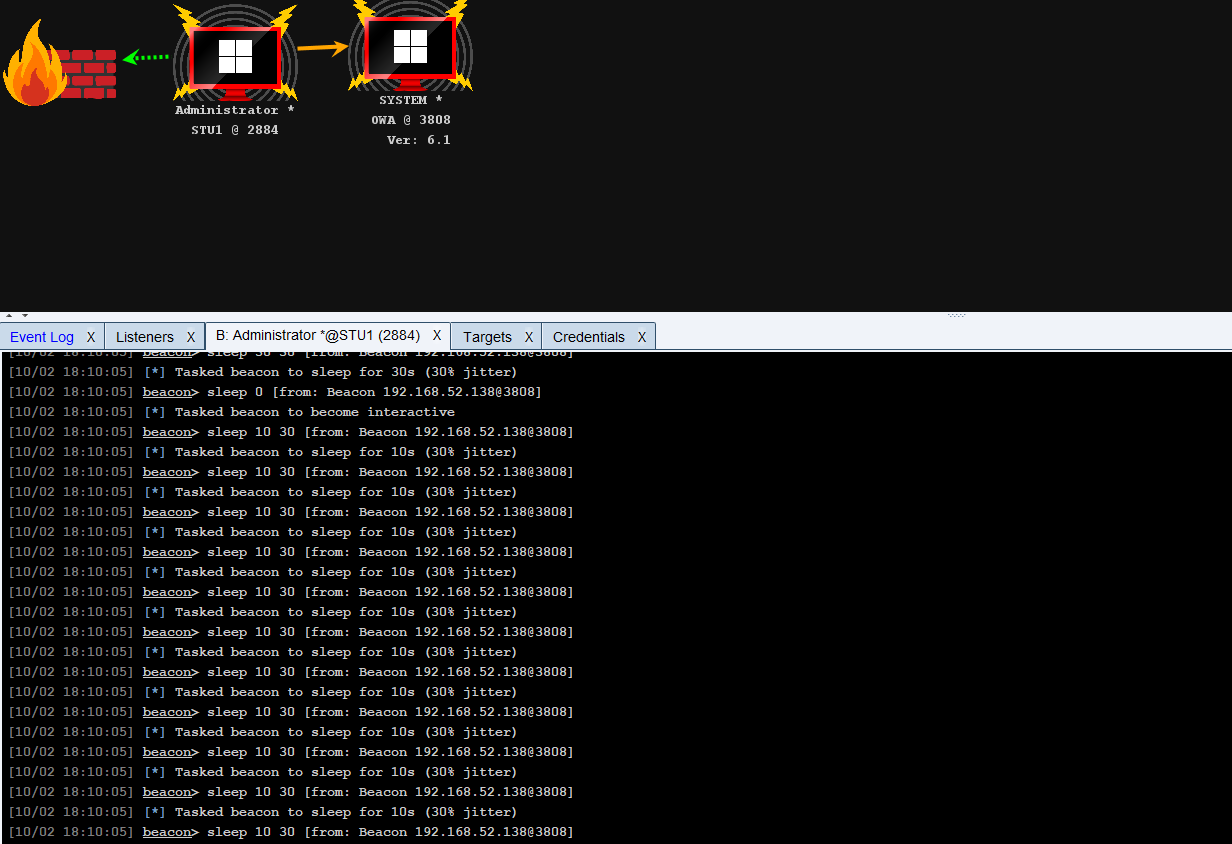 Administrator *
STU1 @ 2884
SYSTEM *
OWA @ 3808
Ver: 6.1
Event Log X Listeners X B: Administrator *@STU1 (2884) X Targets X Credentials X
[10/02 18:10:05] beacon> sleep 30 30 [from: Beacon 192.168.52.138@3808]
[10/02 18:10:05] [*] Tasked beacon to sleep for 30s (30% jitter)
[10/02 18:10:05] beacon> sleep 0 [from: Beacon 192.168.52.138@3808]
[10/02 18:10:05] [*] Tasked beacon to become interactive
[10/02 18:10:05] beacon> sleep 10 30 [from: Beacon 192.168.52.138@3808]
[10/02 18:10:05] [*] Tasked beacon to sleep for 10s (30% jitter)
[10/02 18:10:05] beacon> sleep 10 30 [from: Beacon 192.168.52.138@3808]
[10/02 18:10:05] [*] Tasked beacon to sleep for 10s (30% jitter)
[10/02 18:10:05] beacon> sleep 10 30 [from: Beacon 192.168.52.138@3808]
[10/02 18:10:05] [*] Tasked beacon to sleep for 10s (30% jitter)
[10/02 18:10:05] beacon> sleep 10 30 [from: Beacon 192.168.52.138@3808]
[10/02 18:10:05] [*] Tasked beacon to sleep for 10s (30% jitter)
[10/02 18:10:05] beacon> sleep 10 30 [from: Beacon 192.168.52.138@3808]
[10/02 18:10:05] [*] Tasked beacon to sleep for 10s (30% jitter)
[10/02 18:10:05] beacon> sleep 10 30 [from: Beacon 192.168.52.138@3808]
[10/02 18:10:05] [*] Tasked beacon to sleep for 10s (30% jitter)
[10/02 18:10:05] beacon> sleep 10 30 [from: Beacon 192.168.52.138@3808]
[10/02 18:10:05] [*] Tasked beacon to sleep for 10s (30% jitter)
[10/02 18:10:05] beacon> sleep 10 30 [from: Beacon 192.168.52.138@3808]
[10/02 18:10:05] [*] Tasked beacon to sleep for 10s (30% jitter)
[10/02 18:10:05] beacon> sleep 10 30 [from: Beacon 192.168.52.138@3808]
[10/02 18:10:05] [*] Tasked beacon to sleep for 10s (30% jitter)
[10/02 18:10:05] beacon> sleep 10 30 [from: Beacon 192.168.52.138@3808]
[10/02 18:10:05] [*] Tasked beacon to sleep for 10s (30% jitter)
[10/02 18:10:05] beacon> sleep 10 30 [from: Beacon 192.168.52.138@3808]